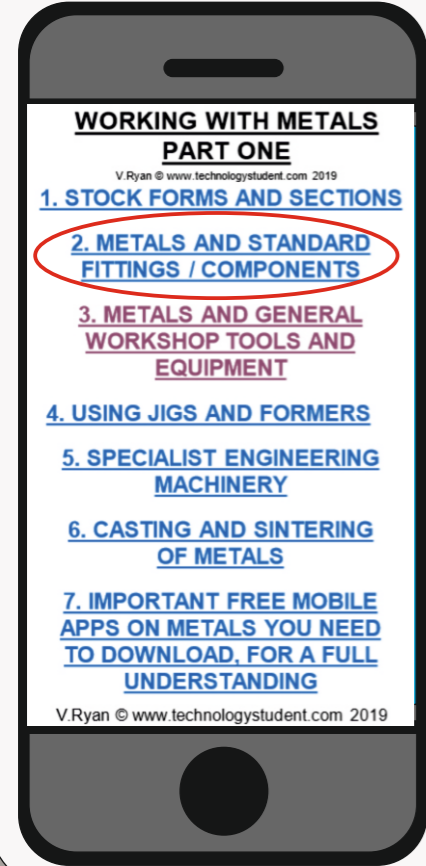 WORKING WITH METALS
PART ONE
V.Ryan © www.technologystudent.com 2019
1. STOCK FORMS AND SECTIONS
2. METALS AND STANDARD
FITTINGS / COMPONENTS
3. METALS AND GENERAL
WORKSHOP TOOLS AND
EQUIPMENT
4. USING JIGS AND FORMERS
5. SPECIALIST ENGINEERING
MACHINERY
6. CASTING AND SINTERING
OF METALS
7. IMPORTANT FREE MOBILE
APPS ON METALS YOU NEED
TO DOWNLOAD, FOR A FULL
UNDERSTANDING
V.Ryan © www.technologystudent.com 2019